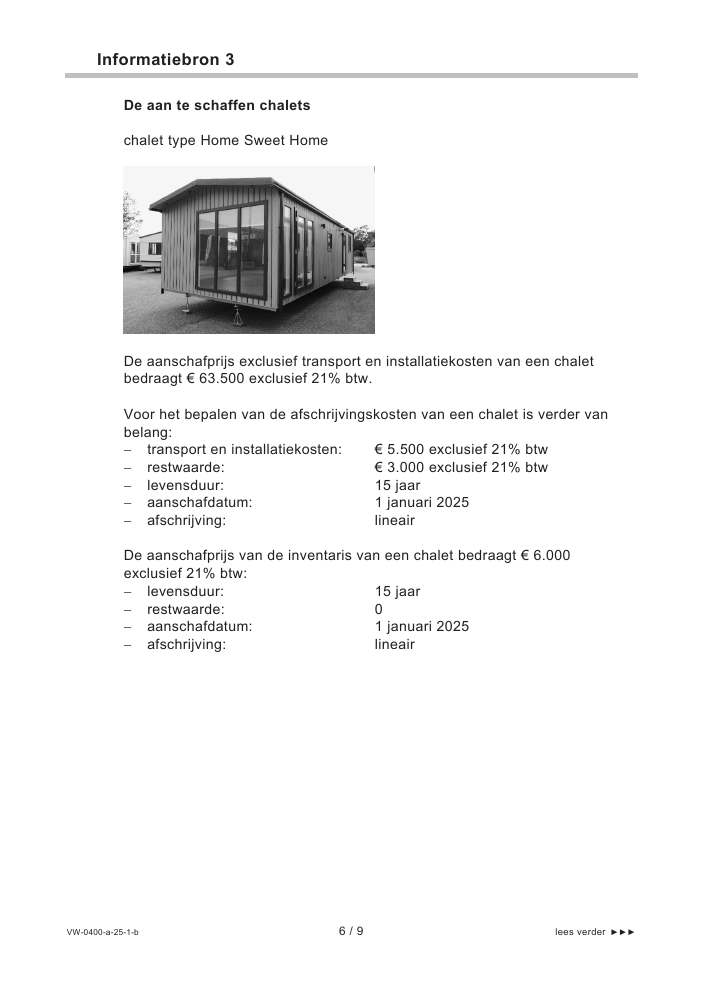 Informatiebron 3
De aan te schaffen chalets
chalet type Home Sweet Home
De aanschafprijs exclusief transport en installatiekosten van een chalet
bedraagt € 63.500 exclusief 21% btw.
Voor het bepalen van de afschrijvingskosten van een chalet is verder van
belang:
– transport en installatiekosten: € 5.500 exclusief 21% btw
– restwaarde: € 3.000 exclusief 21% btw
– levensduur: 15 jaar
– aanschafdatum: 1 januari 2025
– afschrijving: lineair
De aanschafprijs van de inventaris van een chalet bedraagt € 6.000
exclusief 21% btw:
– levensduur: 15 jaar
– restwaarde: 0
– aanschafdatum: 1 januari 2025
– afschrijving: lineair
VW-0400-a-25-1-b 6 / 9 lees verder ►►►